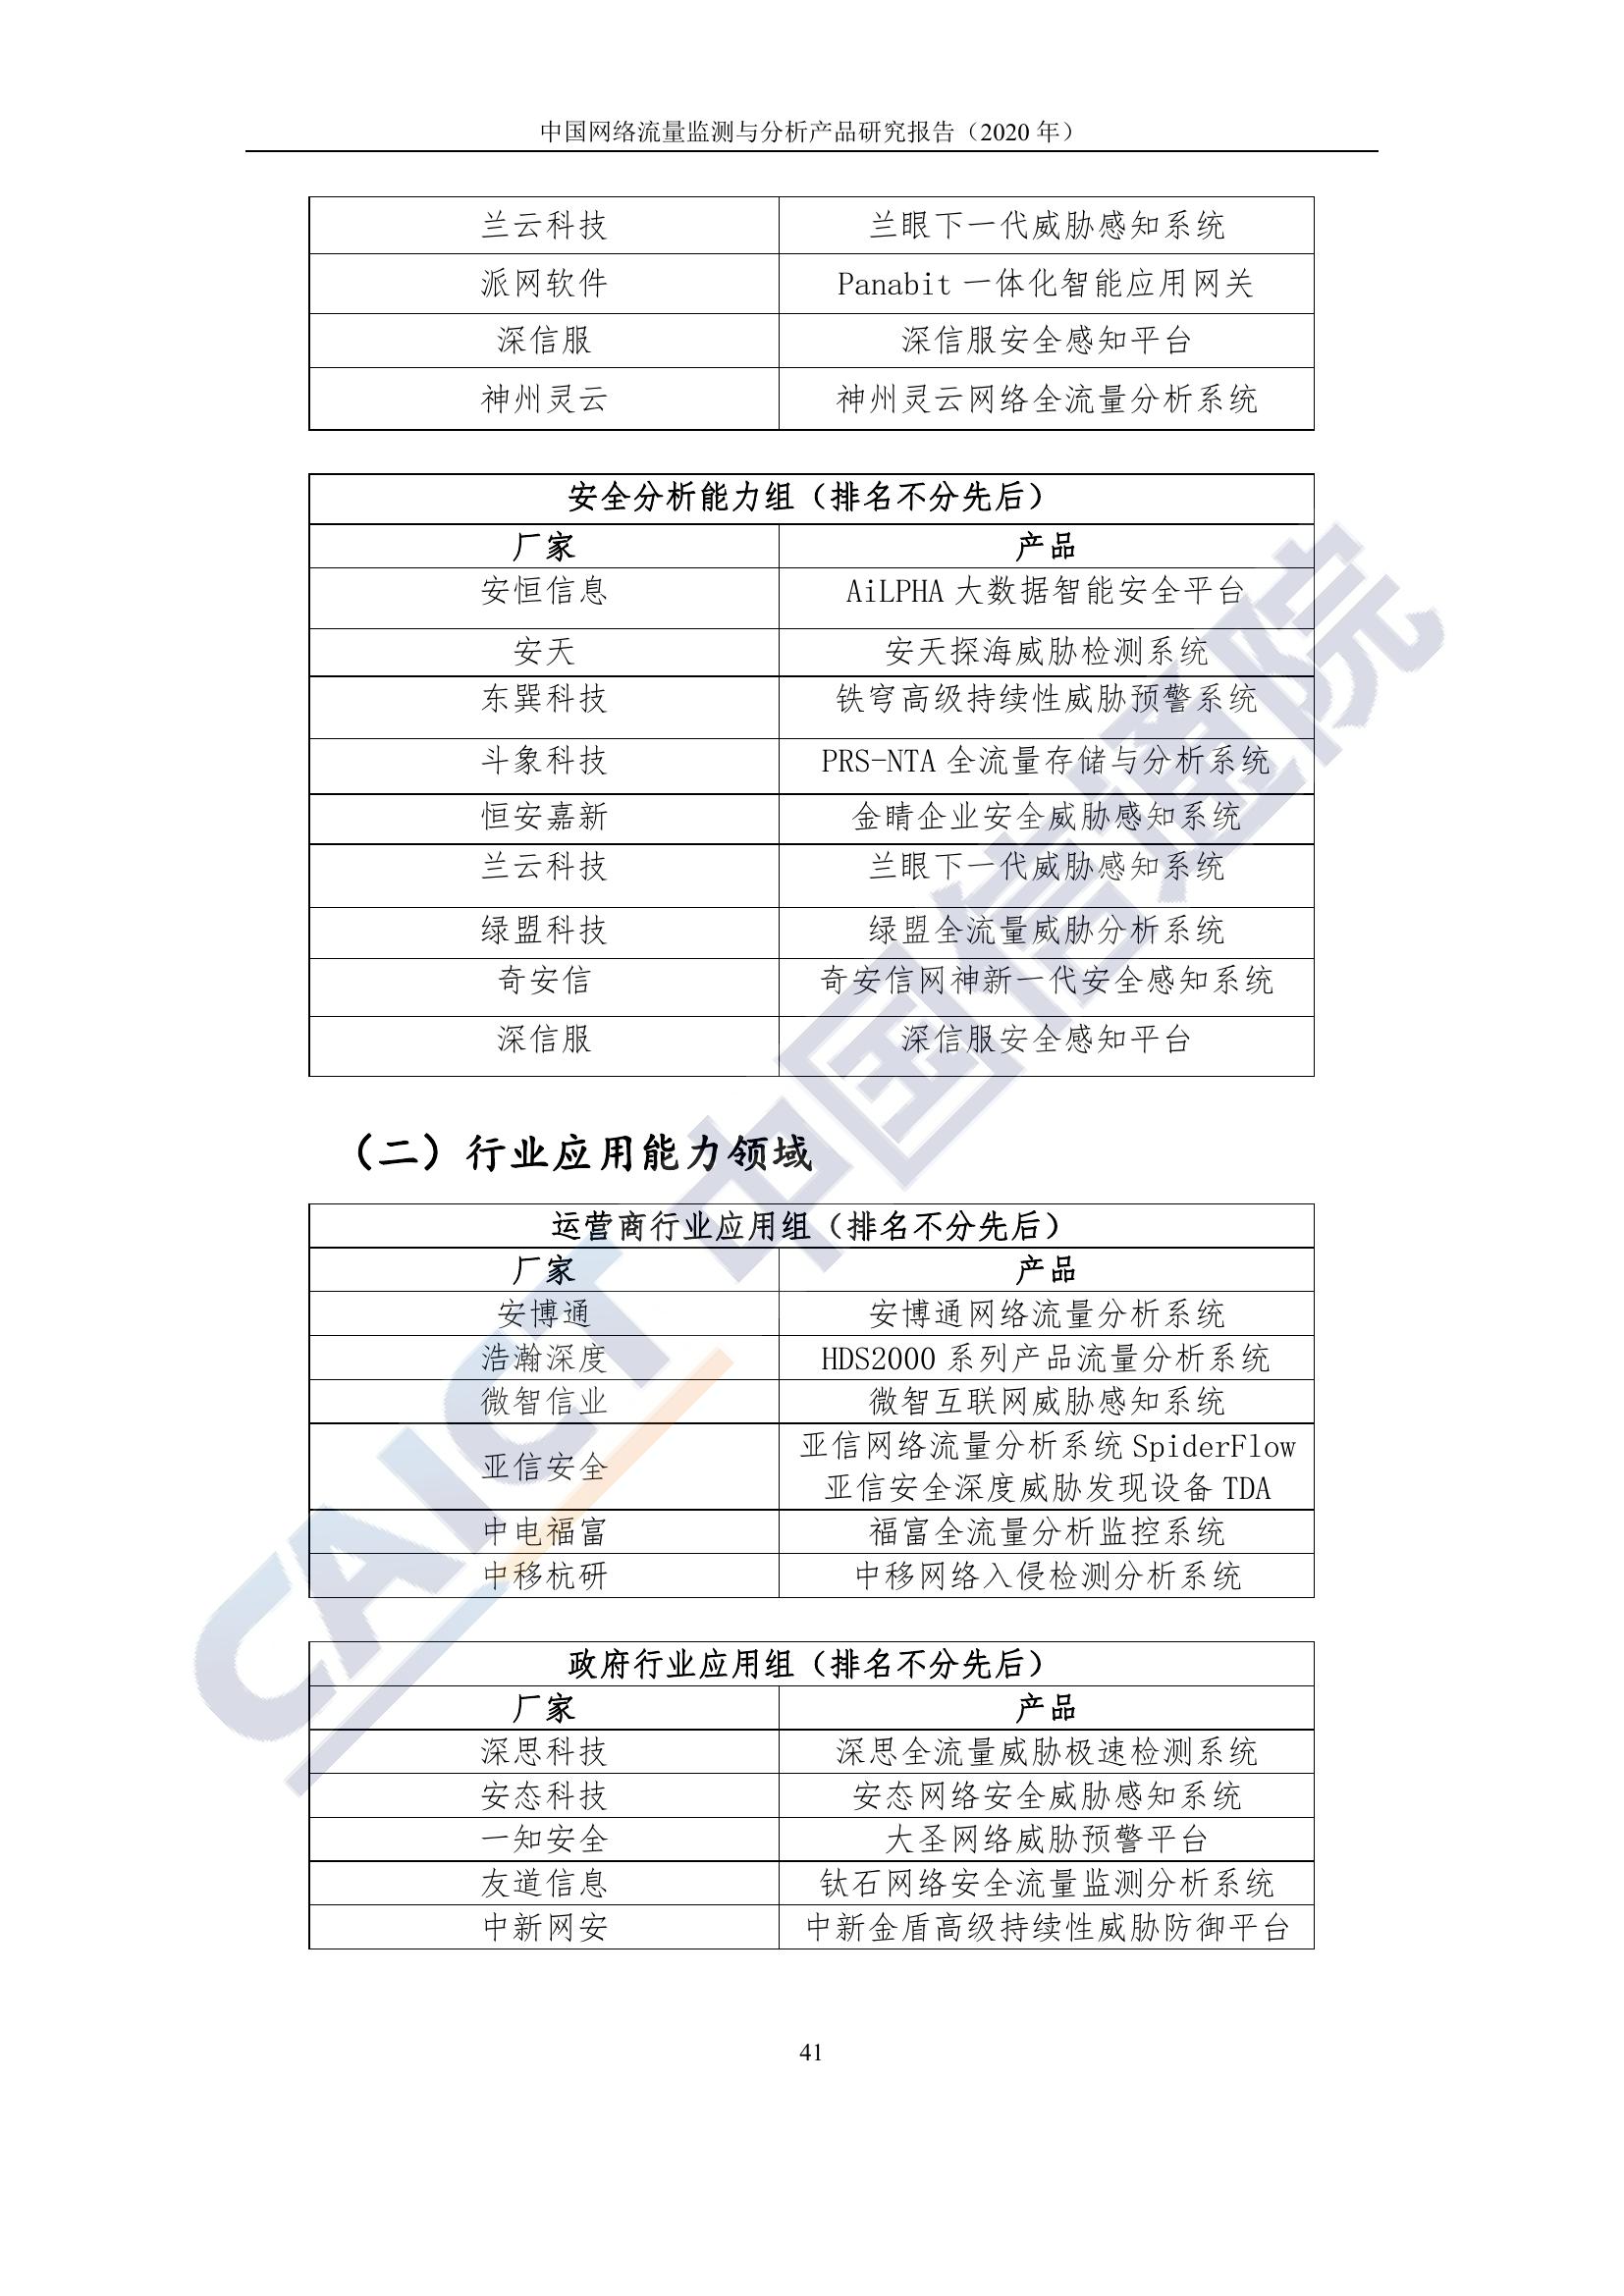 中国网络流量监测与分析产品研究报告（2020 年）
兰云科技 兰眼下一代威胁感知系统
派网软件 Panabit 一体化智能应用网关
深信服 深信服安全感知平台
神州灵云 神州灵云网络全流量分析系统
安全分析能力组（排名不分先后）
厂家 产品
安恒信息 AiLPHA 大数据智能安全平台
安天 安天探海威胁检测系统
东巽科技 铁穹高级持续性威胁预警系统
斗象科技 PRS-NTA 全流量存储与分析系统
恒安嘉新 金睛企业安全威胁感知系统
兰云科技 兰眼下一代威胁感知系统
绿盟科技 绿盟全流量威胁分析系统
奇安信 奇安信网神新一代安全感知系统
深信服 深信服安全感知平台
（二）行业应用能力领域
运营商行业应用组（排名不分先后）
厂家 产品
安博通 安博通网络流量分析系统
浩瀚深度 HDS2000 系列产品流量分析系统
微智信业 微智互联网威胁感知系统
亚信安全 亚信网络流量分析系统 SpiderFlow
亚信安全深度威胁发现设备 TDA
中电福富 福富全流量分析监控系统
中移杭研 中移网络入侵检测分析系统
政府行业应用组（排名不分先后）
厂家 产品
深思科技 深思全流量威胁极速检测系统
安态科技 安态网络安全威胁感知系统
一知安全 大圣网络威胁预警平台
友道信息 钛石网络安全流量监测分析系统
中新网安 中新金盾高级持续性威胁防御平台
41
CAICT 中国信通院